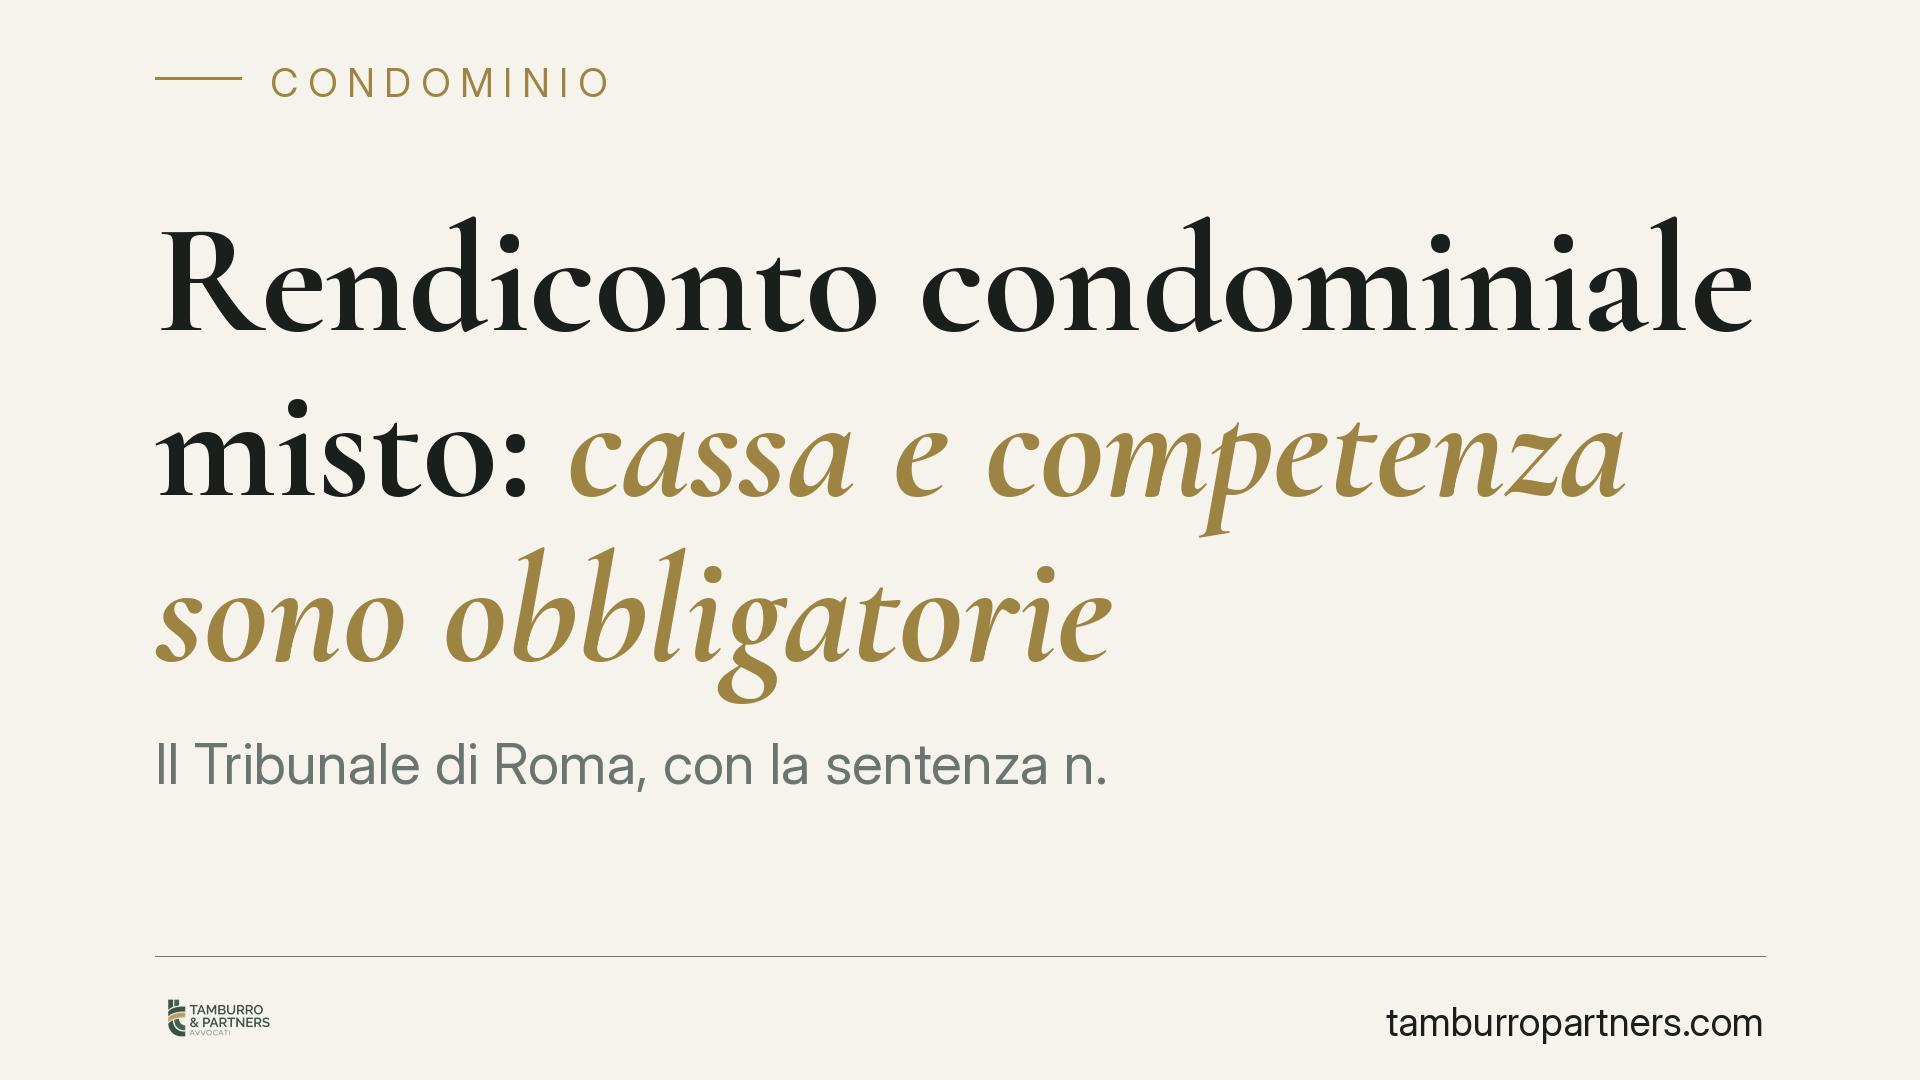 CONDOMINIO
Rendiconto condominiale
misto: cassa e competenza
sono obbligatorie
Il Tribunale di Roma, con la sentenza n.
TAMBURRO
& PARTNERS
AVVOCATI
tamburropartners.com